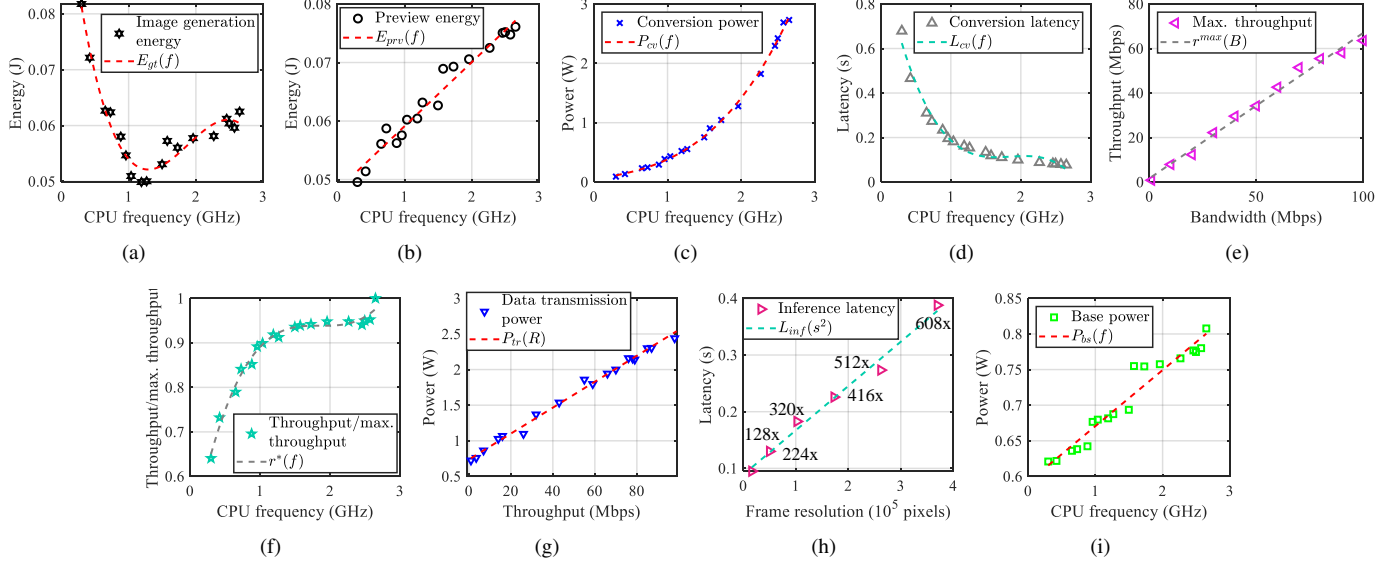 0.08
0.07
0.06
0.05
0 1 2 3
Energy (J)
CPU frequency (GHz)
Image generation
energy
E_gt(f)
(a)
0.08
0.07
0.06
0.05
0 1 2 3
Energy (J)
CPU frequency (GHz)
Preview energy
E_prv(f)
(b)
3
2
1
0
0 1 2 3
Power (W)
CPU frequency (GHz)
Conversion power
P_cv(f)
(c)
0.8
0.6
0.4
0.2
0
0 1 2 3
Latency (s)
CPU frequency (GHz)
Conversion latency
L_cv(f)
(d)
80
60
40
20
0
0 50 100
Throughput (Mbps)
Bandwidth (Mbps)
Max. throughput
r^max(B)
(e)
1
0.9
0.8
0.7
0.6
0 1 2 3
Throughput/max. throughput
CPU frequency (GHz)
Throughput/max.
throughput
r*(f)
(f)
3
2.5
2
1.5
1
0.5
0 20 40 60 80
Power (W)
Throughput (Mbps)
Data transmission
power
P_tr(R)
(g)
0.4
0.3
0.2
0.1
0 1 2 3 4
Latency (s)
Frame resolution (10^5 pixels)
Inference latency
L_inf(s^2)
608x
512x
416x
320x
128x
224x
(h)
0.85
0.8
0.75
0.7
0.65
0.6
0 1 2 3
Power (W)
CPU frequency (GHz)
Base power
P_bs(f)
(i)